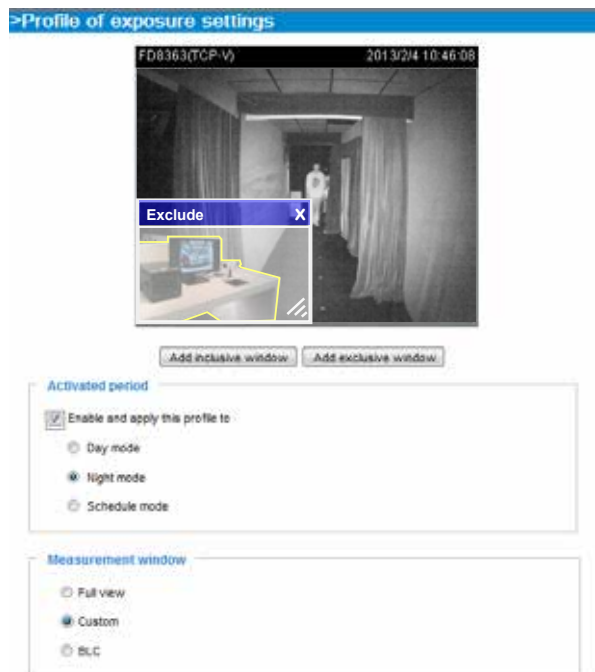 >Profile of exposure settings
FD8363(TCP-V) 2013/2/4 10:46:08
Exclude X
Add inclusive window Add exclusive window
Activated period
Enable and apply this profile to
Day mode
Night mode
Schedule mode
Measurement window
Full view
Custom
BLC